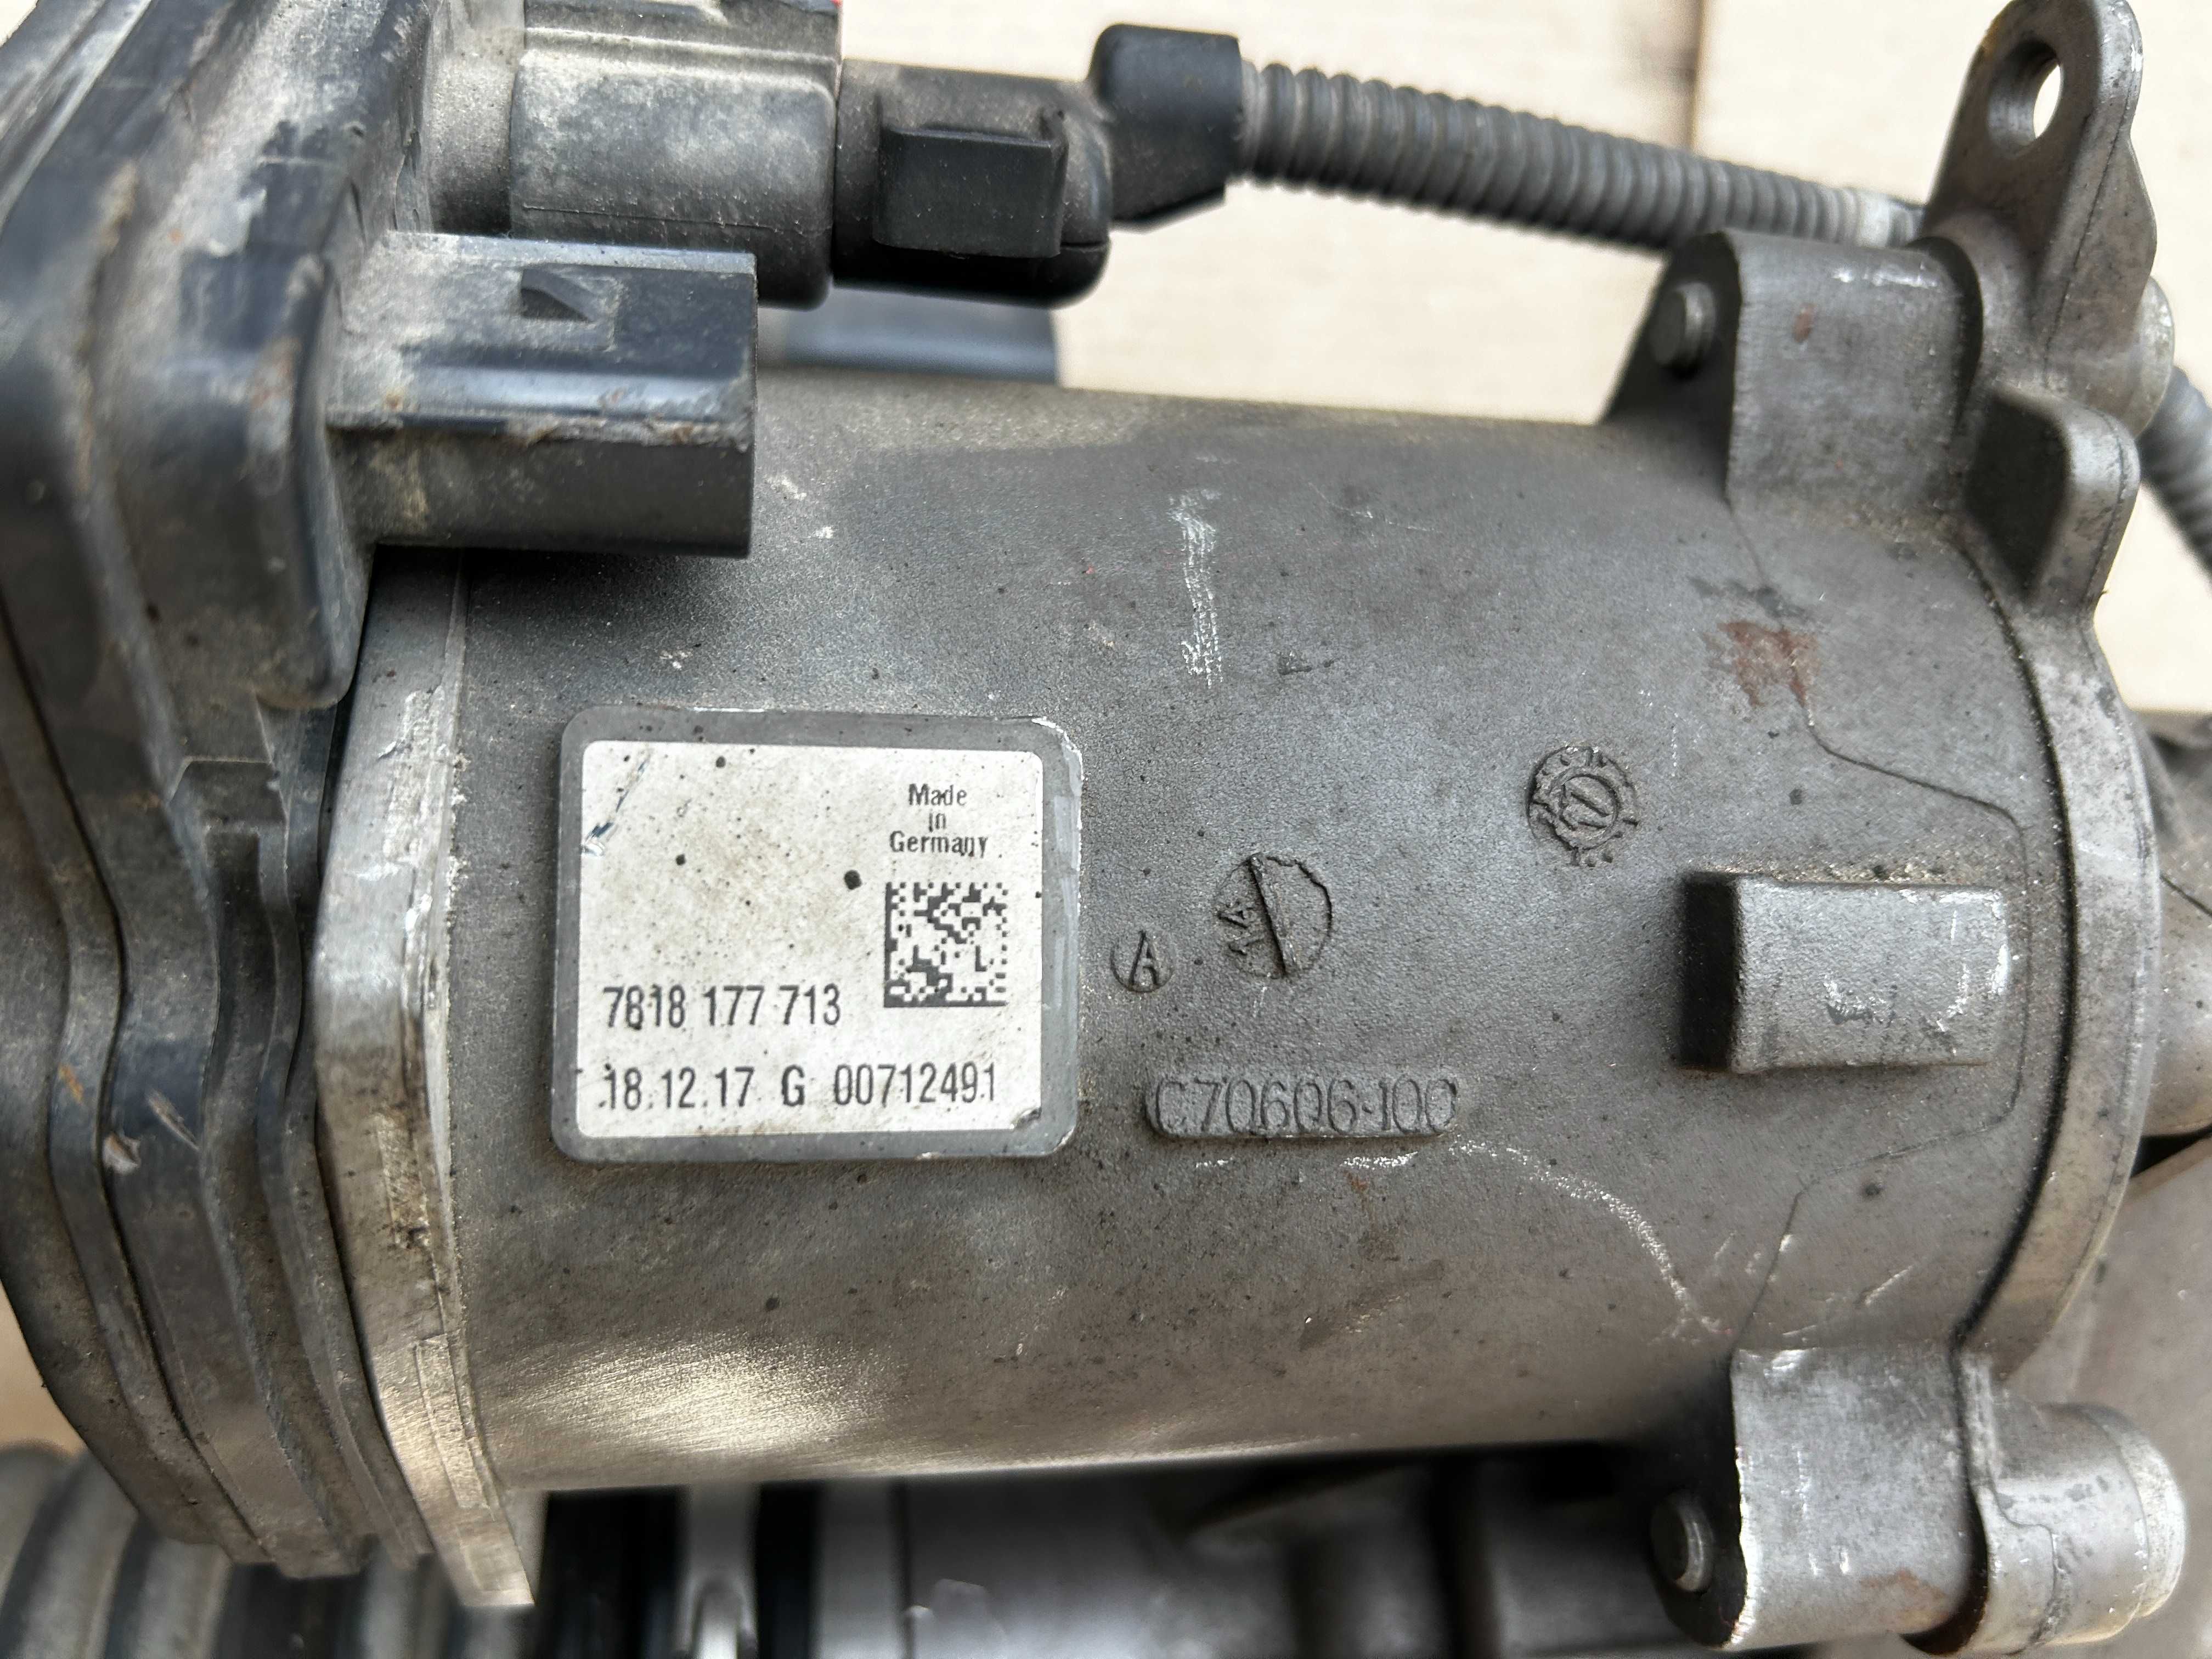 Made
in
Germany
7818 177 713
18.12.17 G 00712491
A
C70606-100